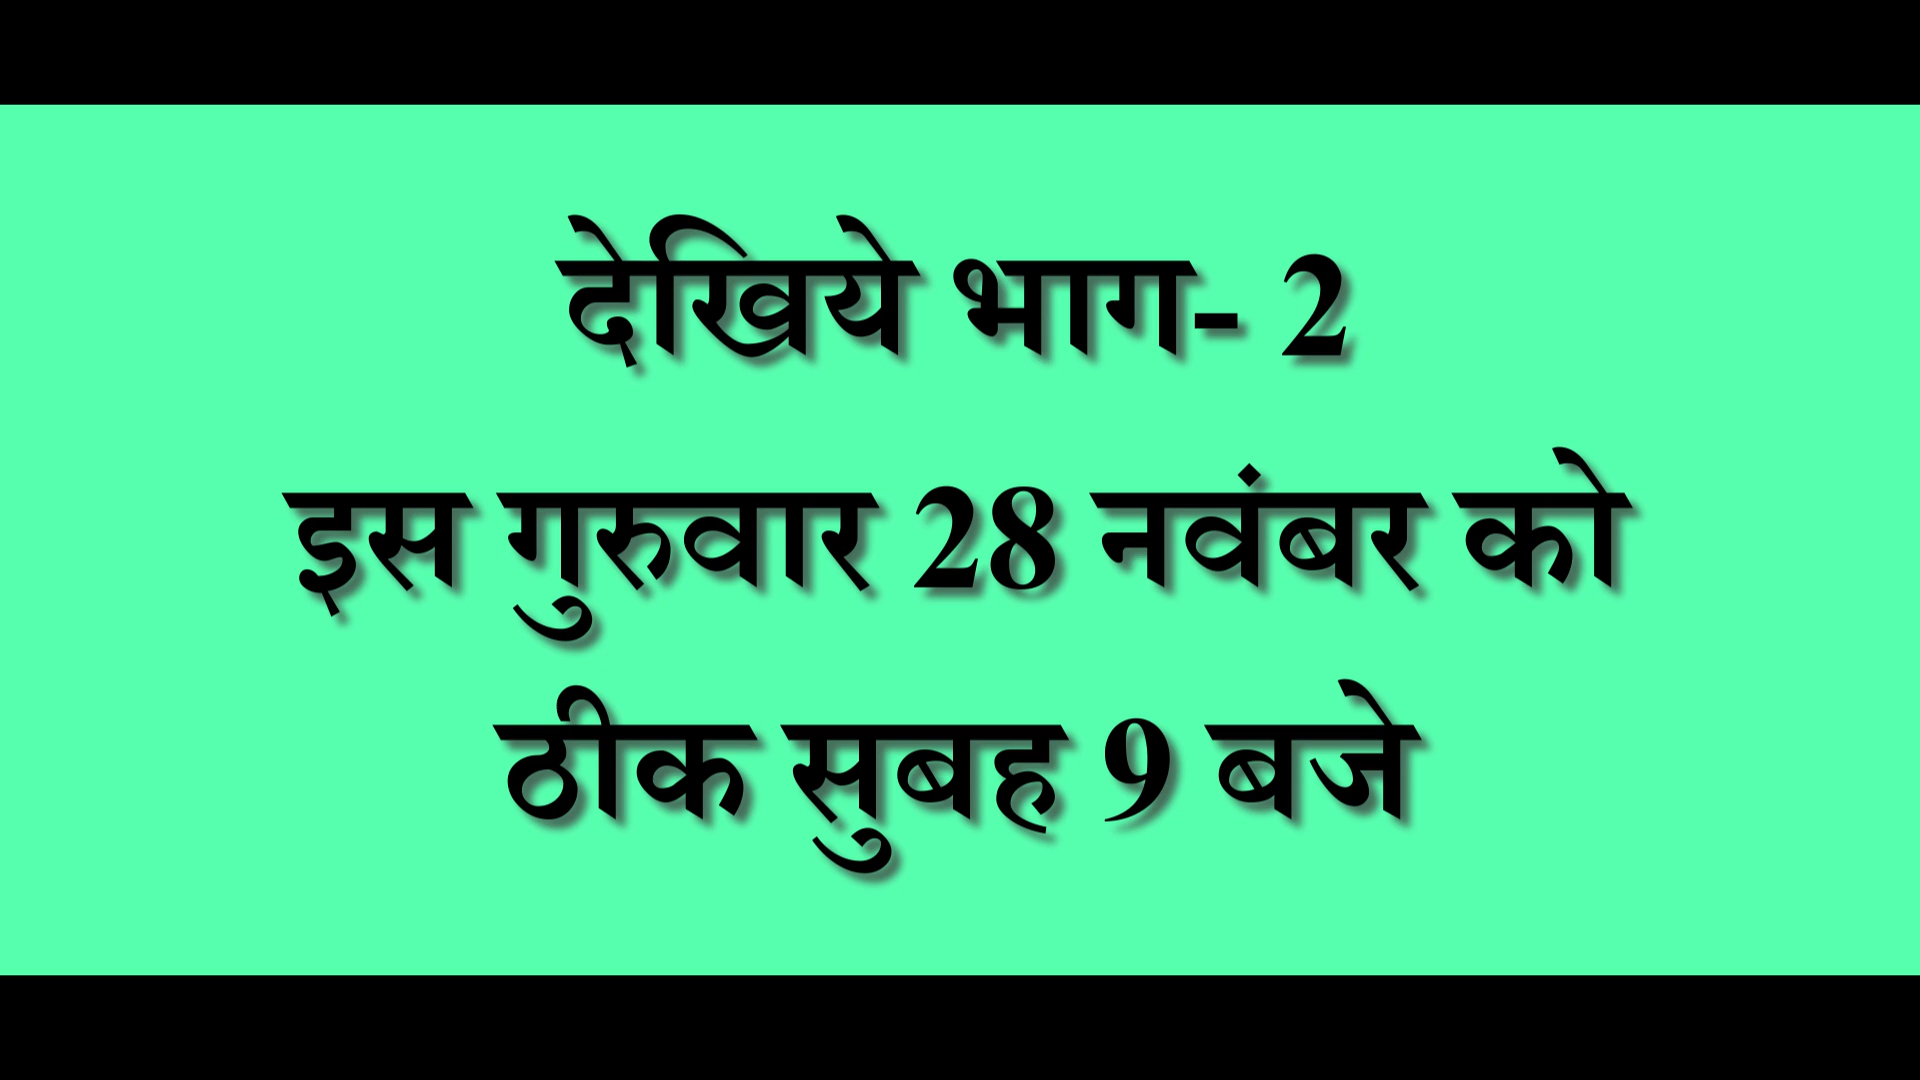 देखिये भाग- 2
इस गुरुवार 28 नवंबर को
ठीक सुबह 9 बजे